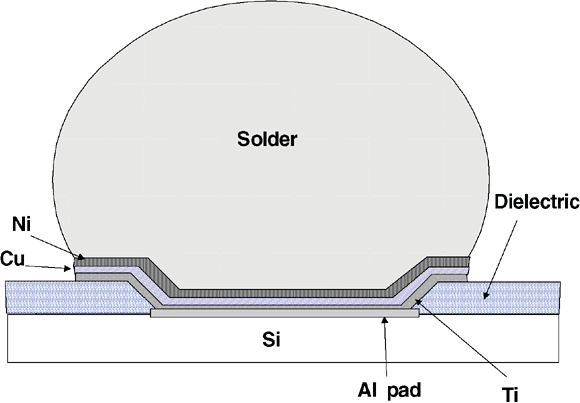 Solder
Dielectric
Ni
Cu
Si
Al pad
Ti